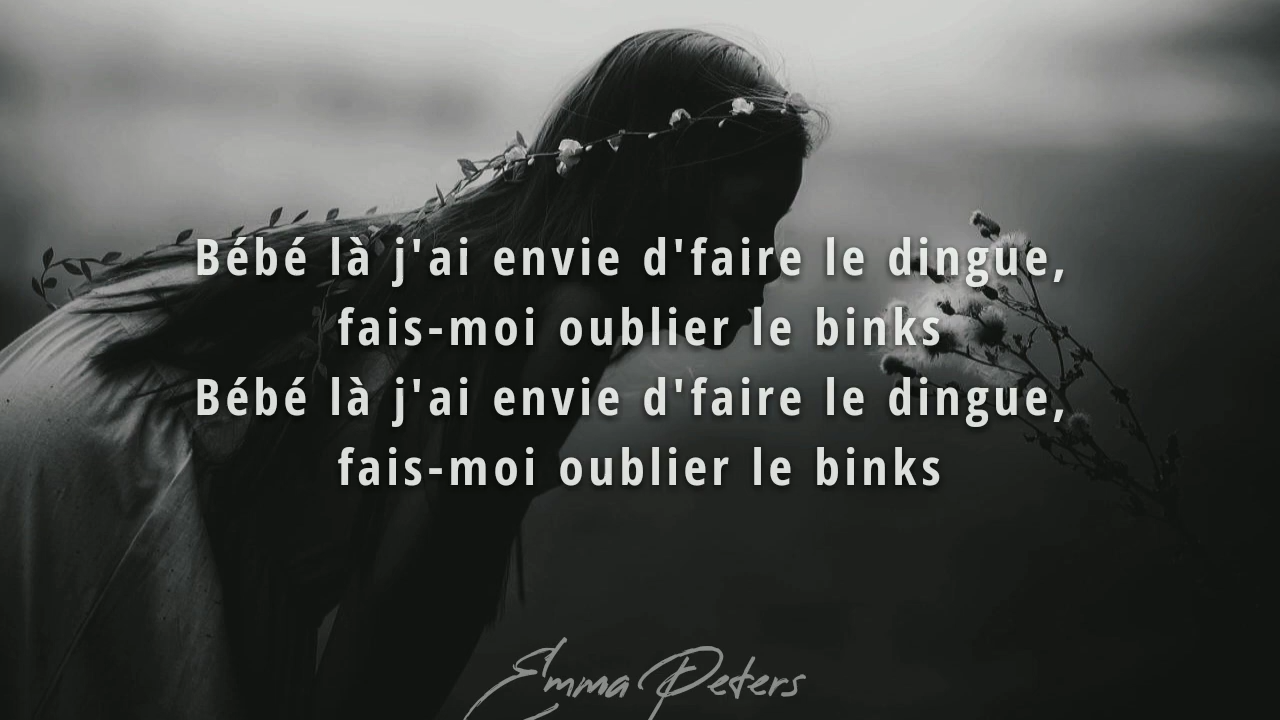 Bébé là j'ai envie d'faire le dingue,
fais-moi oublier le binks
Bébé là j'ai envie d'faire le dingue,
fais-moi oublier le binks
Emma Peters